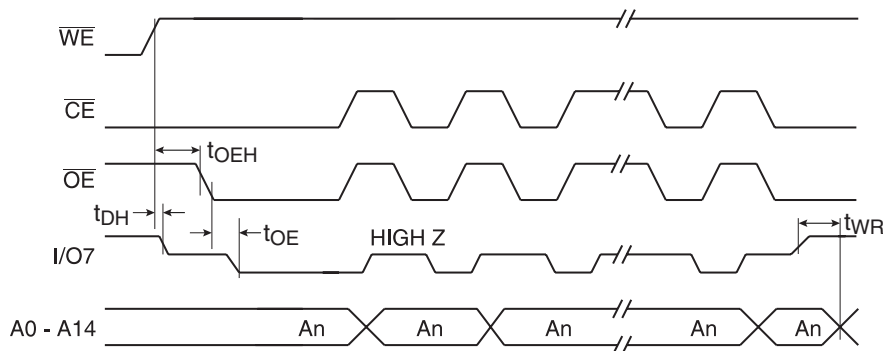 WE
CE
tOEH
OE
tDH
tOE
HIGH Z
tWR
I/O7
A0 - A14 An An An An An